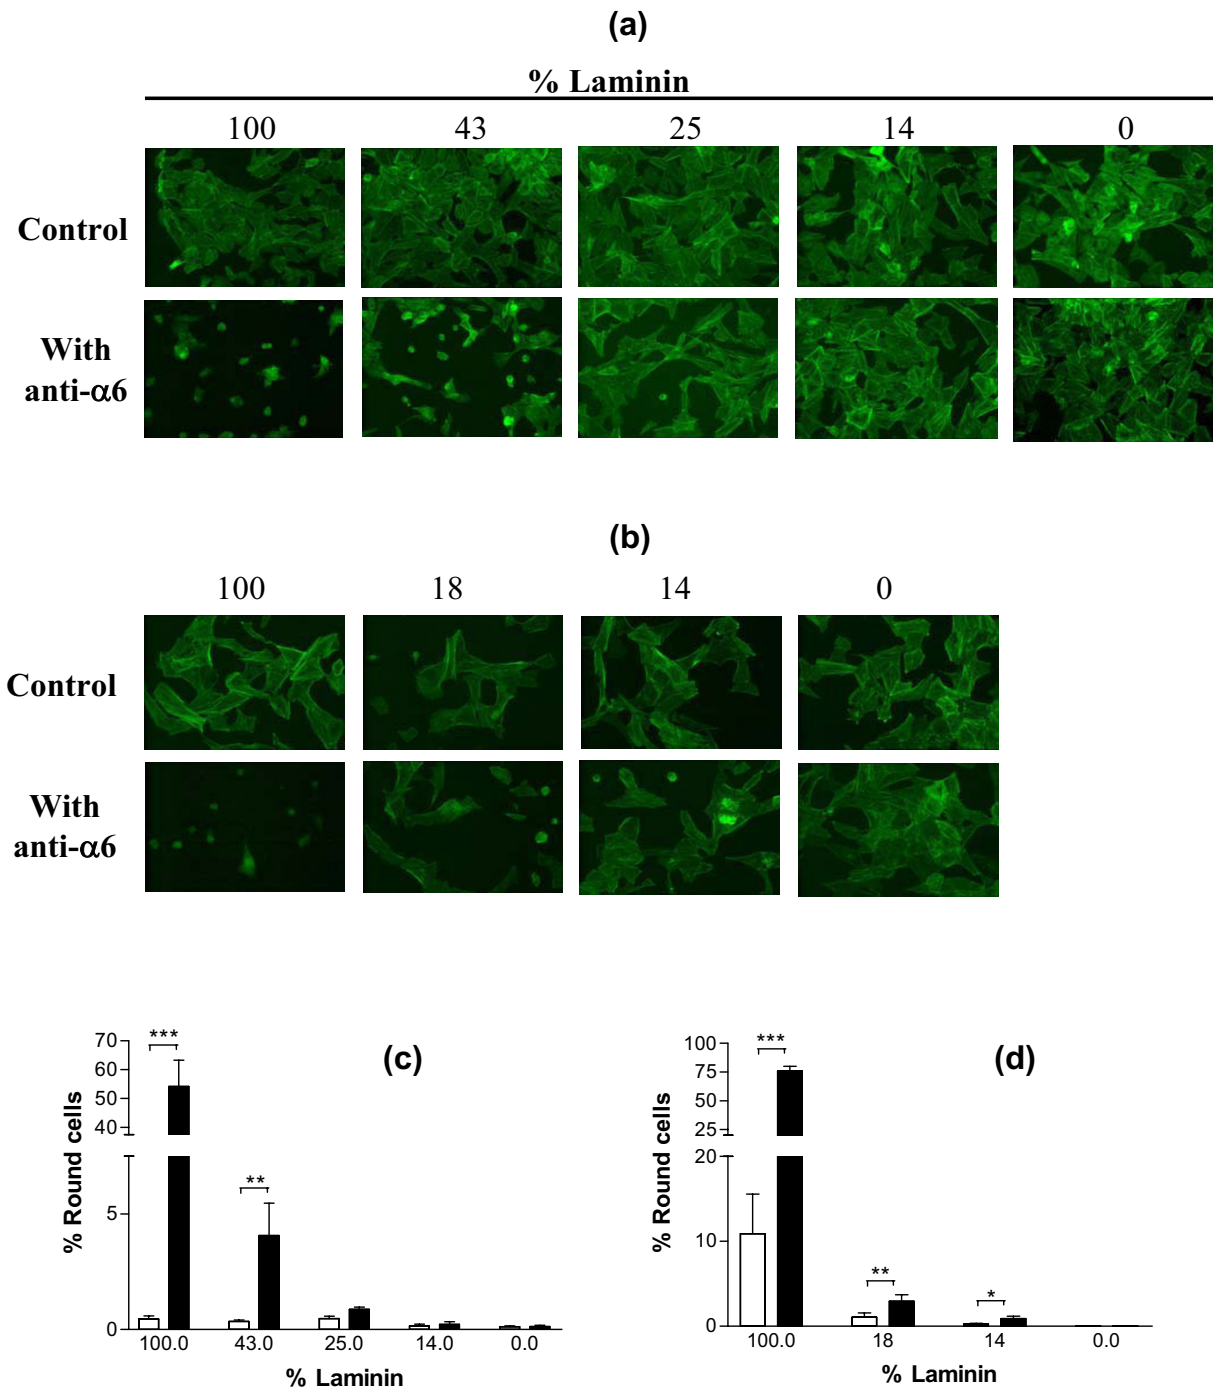 (a)
% Laminin
100 43 25 14 0
Control
With
anti-α6
(b)
100 18 14 0
Control
With
anti-α6
(c)
% Round cells
70
60
50
40
5
0
***
**
100.0 43.0 25.0 14.0 0.0
% Laminin
(d)
% Round cells
100
75
50
25
20
10
0
***
**
*
100.0 18 14 0.0
% Laminin